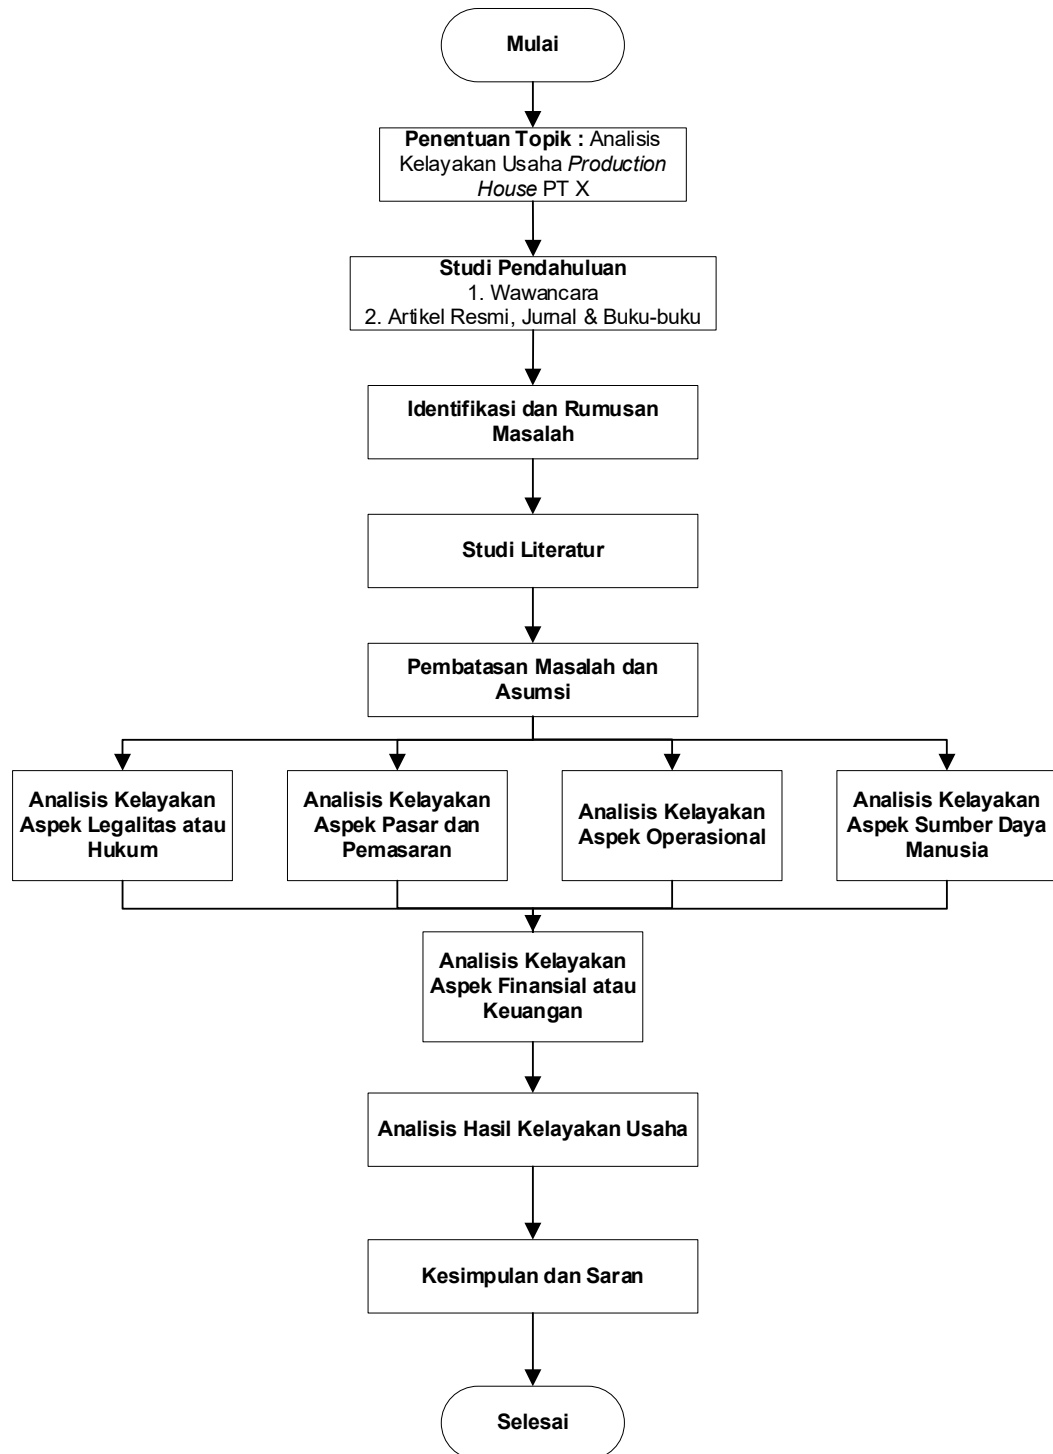 Mulai
Penentuan Topik : Analisis
Kelayakan Usaha Production
House PT X
Studi Pendahuluan
1. Wawancara
2. Artikel Resmi, Jurnal & Buku-buku
Identifikasi dan Rumusan
Masalah
Studi Literatur
Pembatasan Masalah dan
Asumsi
Analisis Kelayakan
Aspek Legalitas atau
Hukum
Analisis Kelayakan
Aspek Pasar dan
Pemasaran
Analisis Kelayakan
Aspek Operasional
Analisis Kelayakan
Aspek Sumber Daya
Manusia
Analisis Kelayakan
Aspek Finansial atau
Keuangan
Analisis Hasil Kelayakan Usaha
Kesimpulan dan Saran
Selesai